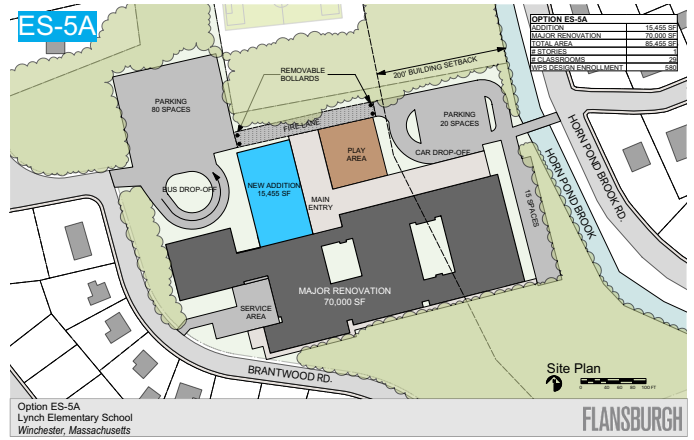 ES-5A
OPTION ES-5A
ADDITION 15,455 SF
MAJOR RENOVATION 70,000 SF
TOTAL AREA 85,455 SF
# STORIES 1
# CLASSROOMS 29
WPS DESIGN ENROLLMENT 580
200' BUILDING SETBACK
REMOVABLE
BOLLARDS
PARKING
80 SPACES
FIRE LANE
PARKING
20 SPACES
PLAY
AREA
CAR DROP-OFF
HORN POND BROOK RD.
HORN POND BROOK
BUS DROP-OFF
NEW ADDITION
15,455 SF
MAIN
ENTRY
15 SPACES
MAJOR RENOVATION
70,000 SF
SERVICE
AREA
BRANTWOOD RD.
Site Plan
0 20 40 60 80 100 FT
Option ES-5A
Lynch Elementary School
Winchester, Massachusetts
FLANSBURGH